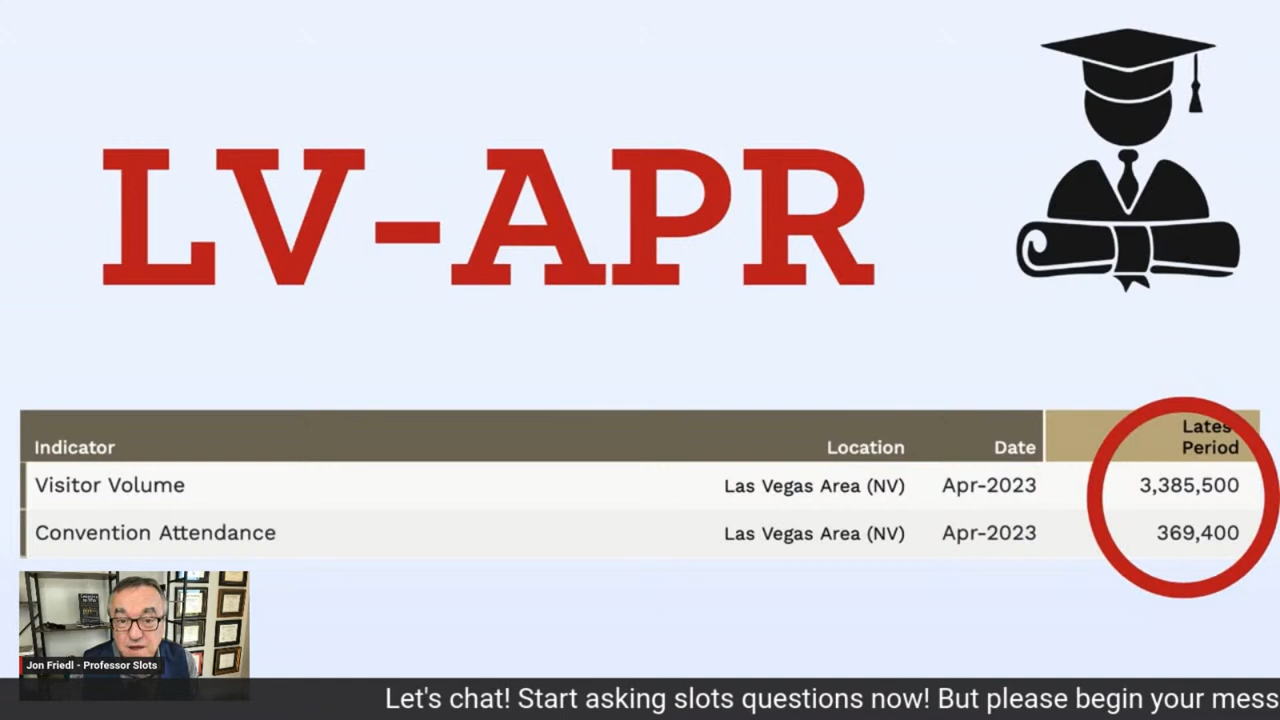 LV-APR
Indicator Location Date Latest Period
Visitor Volume Las Vegas Area (NV) Apr-2023 3,385,500
Convention Attendance Las Vegas Area (NV) Apr-2023 369,400
Jon Friedl - Professor Slots
Let's chat! Start asking slots questions now! But please begin your mess